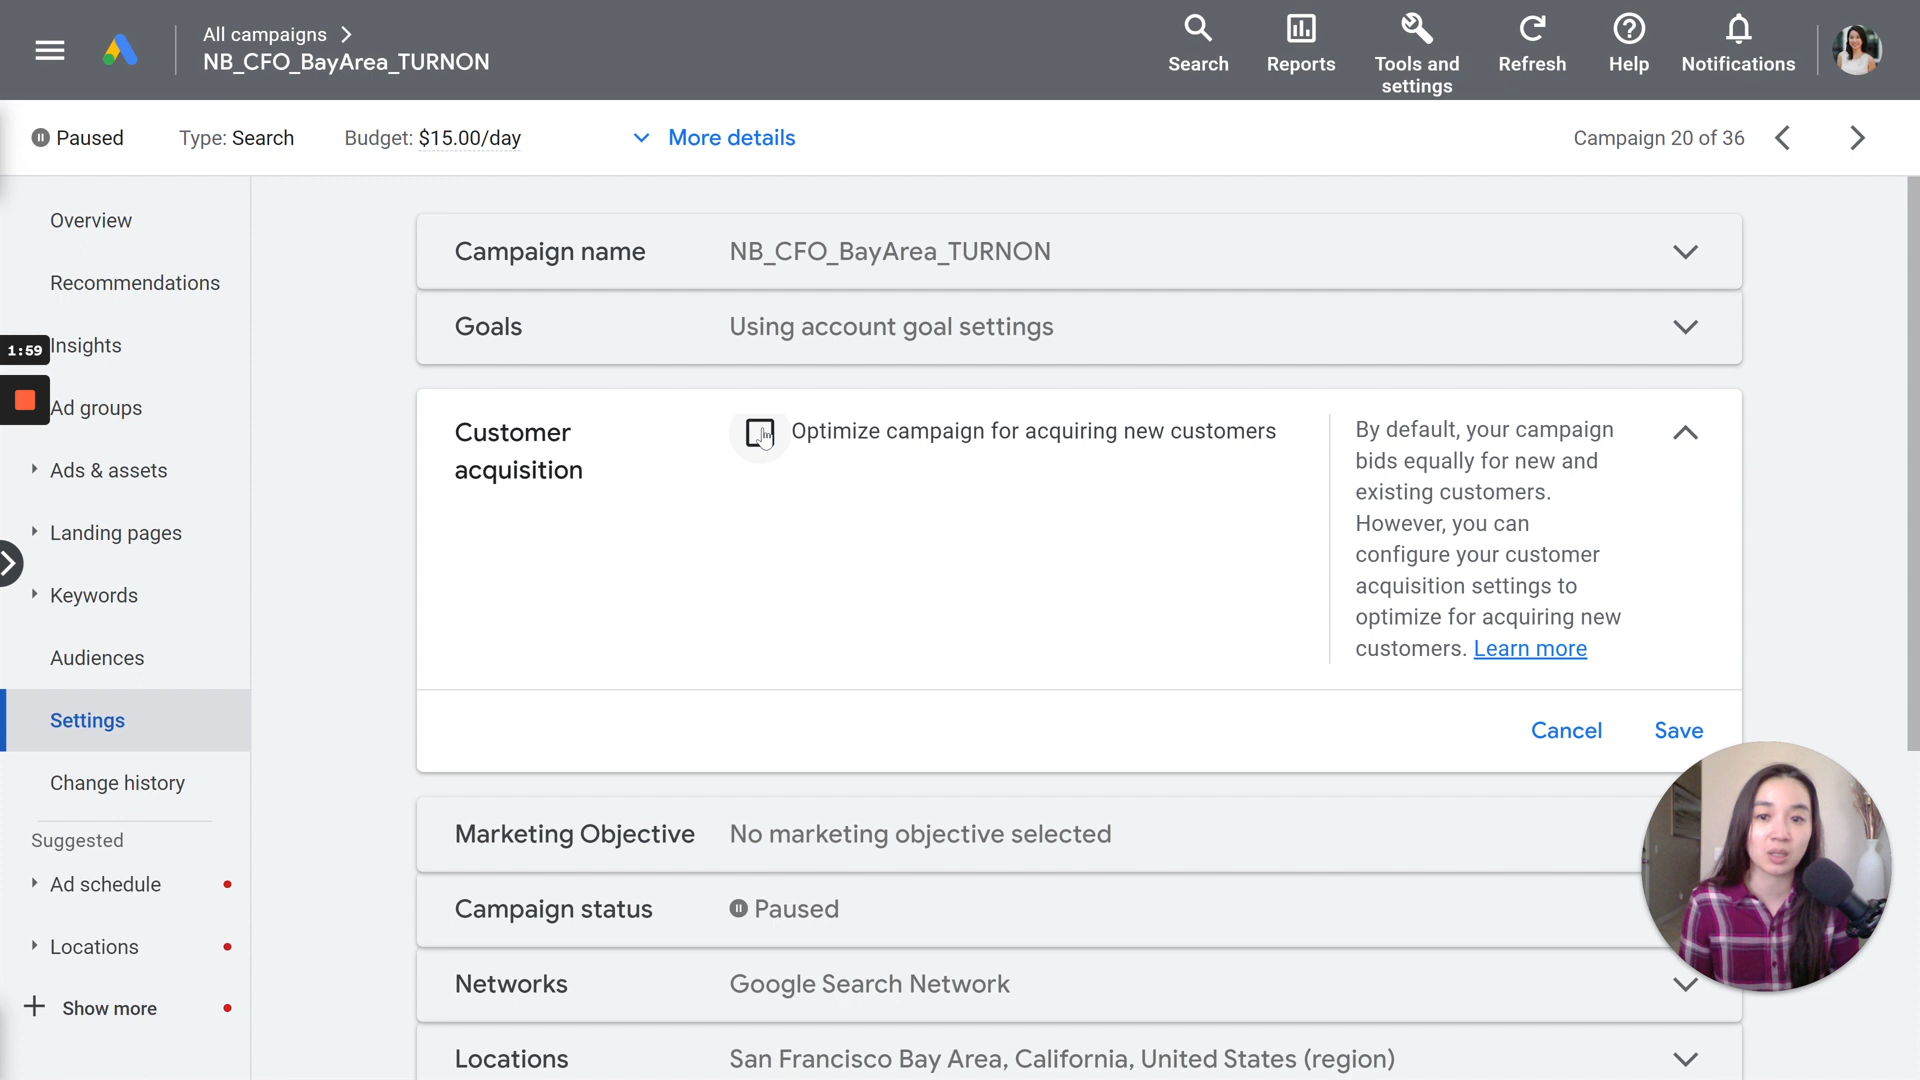 All campaigns
NB_CFO_BayArea_TURNON
Search
Reports
Tools and
settings
Refresh
Help
Notifications
Paused
Type: Search
Budget: $15.00/day
More details
Campaign 20 of 36
Overview
Recommendations
Insights
Ad groups
Ads & assets
Landing pages
Keywords
Audiences
Settings
Change history
Suggested
Ad schedule
Locations
Show more
1:59
Campaign name
NB_CFO_BayArea_TURNON
Goals
Using account goal settings
Customer
acquisition
Optimize campaign for acquiring new customers
By default, your campaign
bids equally for new and
existing customers.
However, you can
configure your customer
acquisition settings to
optimize for acquiring new
customers. Learn more
Cancel
Save
Marketing Objective
No marketing objective selected
Campaign status
Paused
Networks
Google Search Network
Locations
San Francisco Bay Area, California, United States (region)